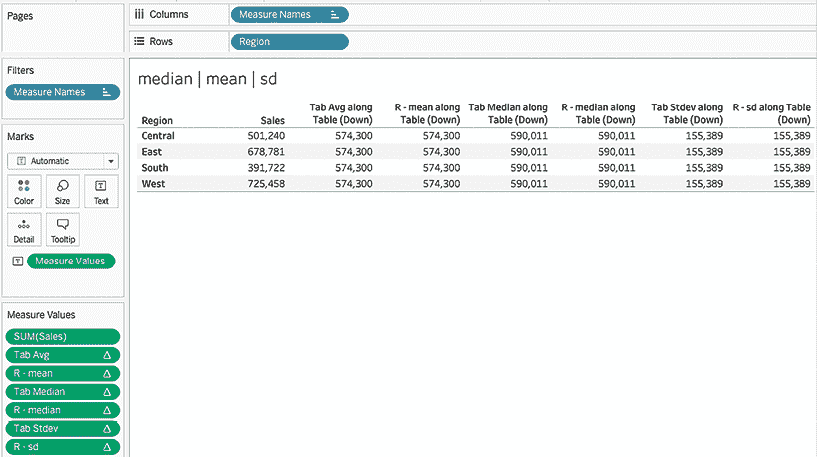 Pages
Columns
Measure Names
Rows
Region
Filters
Measure Names
median | mean | sd
Region Sales Tab Avg along Table (Down) R - mean along Table (Down) Tab Median along Table (Down) R - median along Table (Down) Tab Stdev along Table (Down) R - sd along Table (Down)
Central 501,240 574,300 574,300 590,011 590,011 155,389 155,389
East 678,781 574,300 574,300 590,011 590,011 155,389 155,389
South 391,722 574,300 574,300 590,011 590,011 155,389 155,389
West 725,458 574,300 574,300 590,011 590,011 155,389 155,389
Marks
Automatic
Color Size Text
Detail Tooltip
Measure Values
Measure Values
SUM(Sales)
Tab Avg
R - mean
Tab Median
R - median
Tab Stdev
R - sd